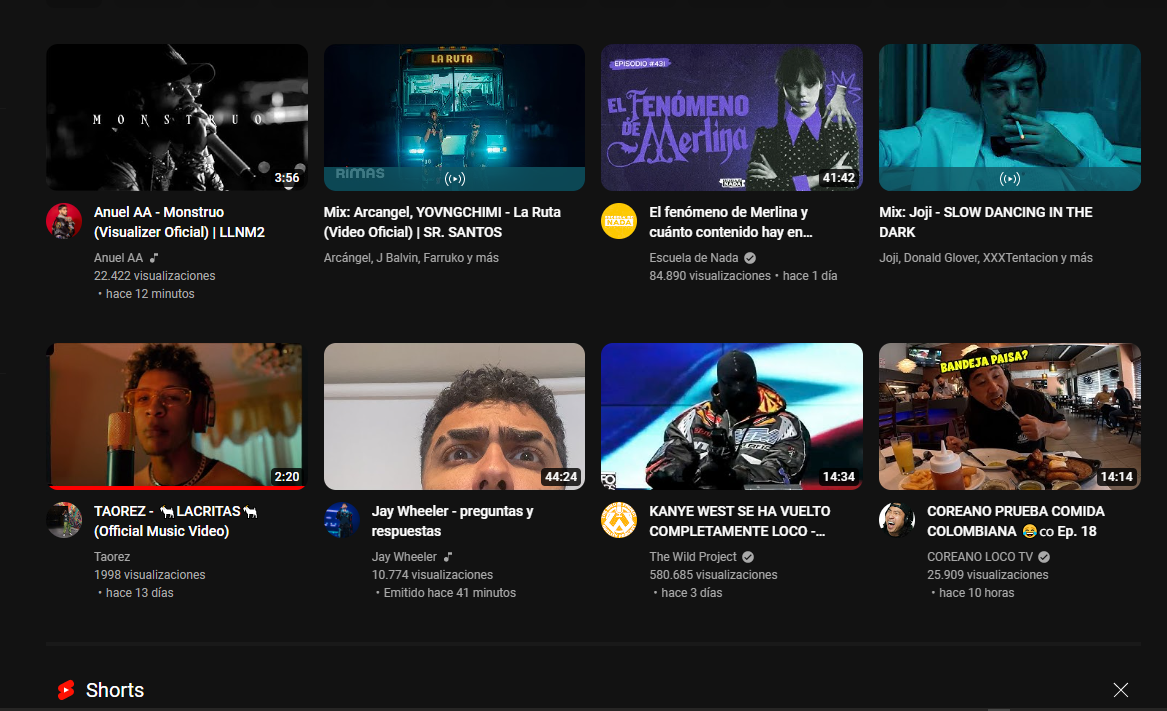 MONSTRUO
3:56
LA RUTA
RIMAS
EPISODIO #431
EL FENÓMENO
DE Merlina
41:42
Anuel AA - Monstruo
(Visualizer Oficial) | LLNM2
Anuel AA
22.422 visualizaciones
• hace 12 minutos
Mix: Arcangel, YOVNGCHIMI - La Ruta
(Video Oficial) | SR. SANTOS
Arcángel, J Balvin, Farruko y más
El fenómeno de Merlina y
cuánto contenido hay en...
Escuela de Nada
84.890 visualizaciones • hace 1 día
Mix: Joji - SLOW DANCING IN THE
DARK
Joji, Donald Glover, XXXTentacion y más
2:20
44:24
14:34
BANDEJA PAISA?
14:14
TAOREZ - 🐐LACRITAS🐐
(Official Music Video)
Taorez
1998 visualizaciones
• hace 13 días
Jay Wheeler - preguntas y
respuestas
Jay Wheeler
10.774 visualizaciones
• Emitido hace 41 minutos
KANYE WEST SE HA VUELTO
COMPLETAMENTE LOCO -...
The Wild Project
580.685 visualizaciones
• hace 3 días
COREANO PRUEBA COMIDA
COLOMBIANA 😂co Ep. 18
COREANO LOCO TV
25.909 visualizaciones
• hace 10 horas
Shorts